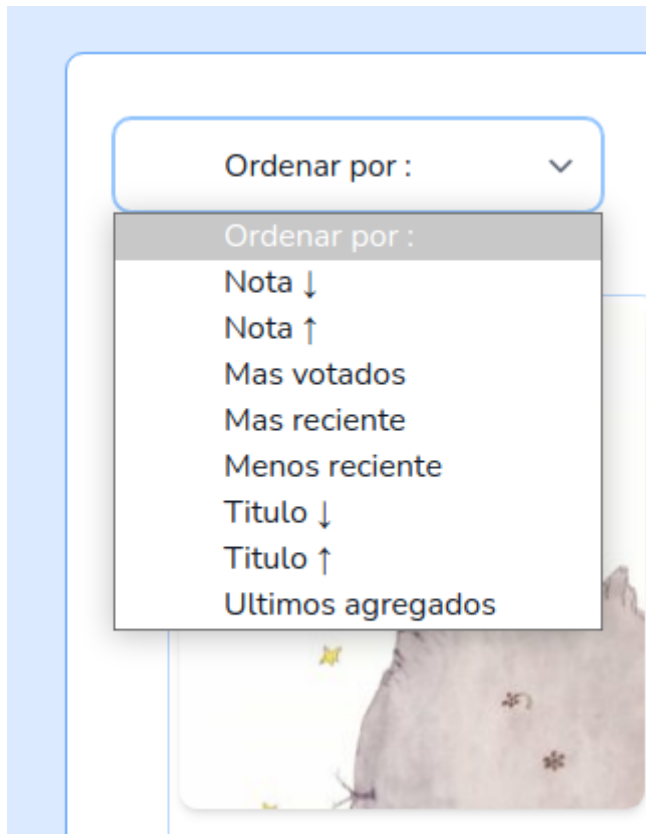 Ordenar por :
Ordenar por :
Nota ↓
Nota ↑
Mas votados
Mas reciente
Menos reciente
Titulo ↓
Titulo ↑
Ultimos agregados